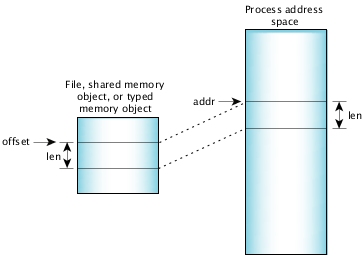 Process address
space
File, shared memory
object, or typed
memory object
addr
len
offset
len